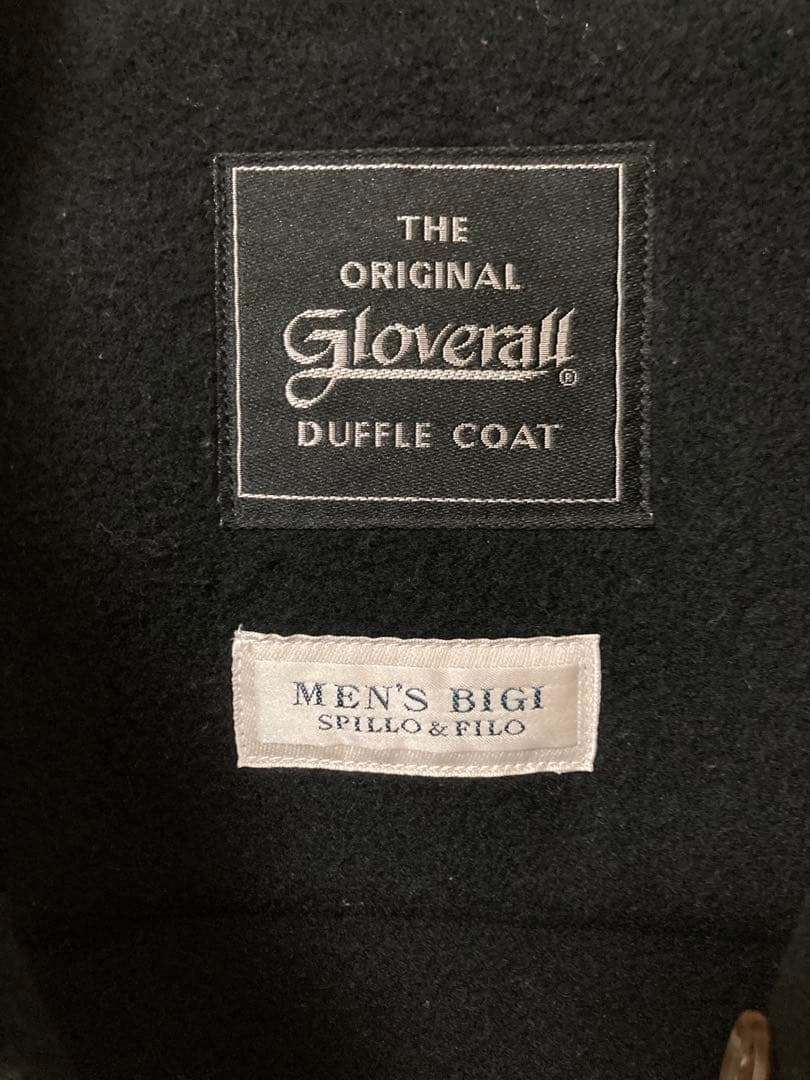 THE
ORIGINAL
Gloverall®
DUFFLE COAT
MEN'S BIGI
SPILLO & FILO